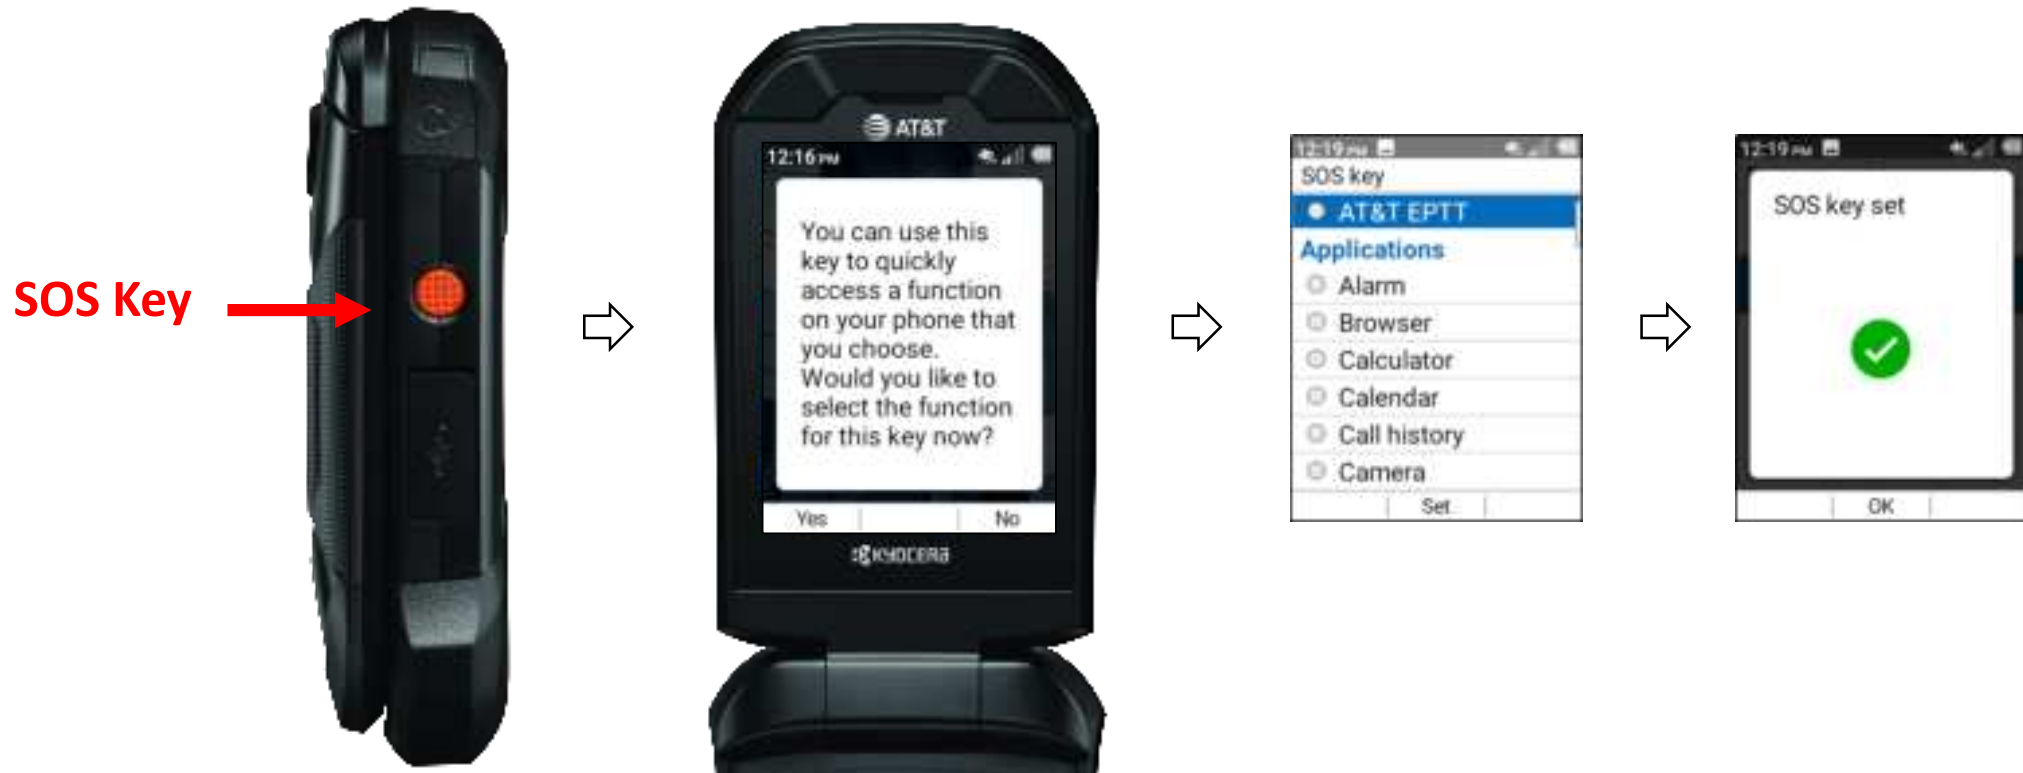 SOS Key
AT&T
12:16 PM
You can use this
key to quickly
access a function
on your phone that
you choose.
Would you like to
select the function
for this key now?
Yes
No
KYOCERA
12:19 PM
SOS key
AT&T EPTT
Applications
Alarm
Browser
Calculator
Calendar
Call history
Camera
Set
12:19 PM
SOS key set
OK